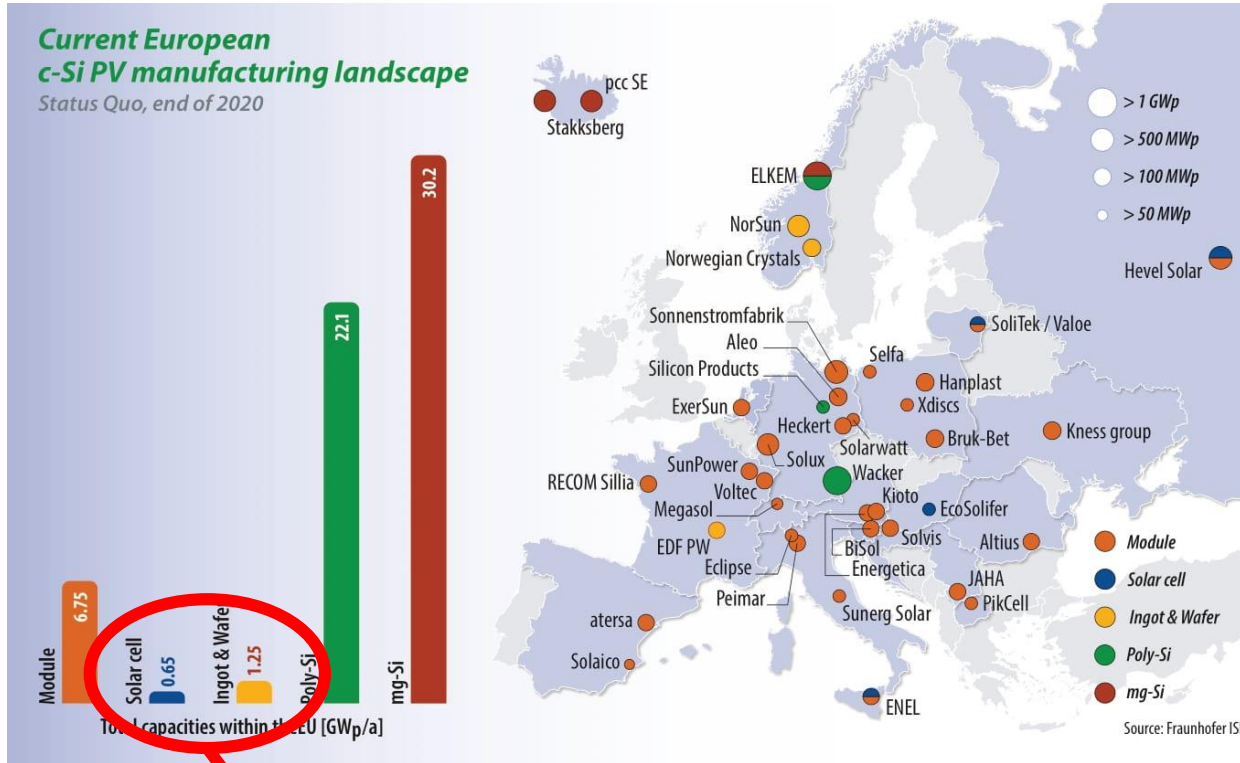 Current European
c-Si PV manufacturing landscape
Status Quo, end of 2020
Module
6.75
Solar cell
0.65
Ingot & Wafer
1.25
Poly-Si
22.1
mg-Si
30.2
Total capacities within the EU [GWp/a]
pcc SE
Stakksberg
ELKEM
NorSun
Norwegian Crystals
Hevel Solar
SoliTek / Valoe
Sonnenstromfabrik
Aleo
Silicon Products
Selfa
Hanplast
Xdiscs
ExerSun
Heckert
Solarwatt
Bruk-Bet
Kness group
Solux
SunPower
Wacker
RECOM Sillia
Voltec
Kioto
Megasol
EcoSolifer
EDF PW
Solvis
BiSol
Altius
Eclipse
Energetica
Peimar
JAHA
PikCell
Sunerg Solar
atersa
Solaico
ENEL
> 1 GWp
> 500 MWp
> 100 MWp
> 50 MWp
Module
Solar cell
Ingot & Wafer
Poly-Si
mg-Si
Source: Fraunhofer ISE